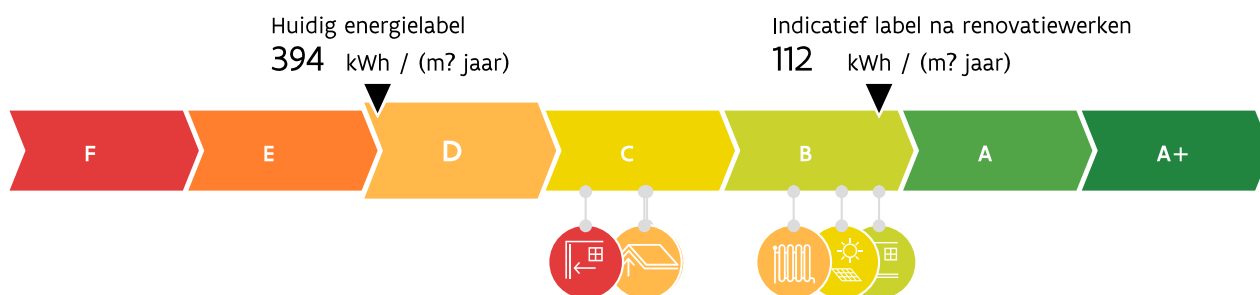 Huidig energielabel
394 kWh / (m? jaar)
Indicatief label na renovatiewerken
112 kWh / (m? jaar)
F E D C B A A+